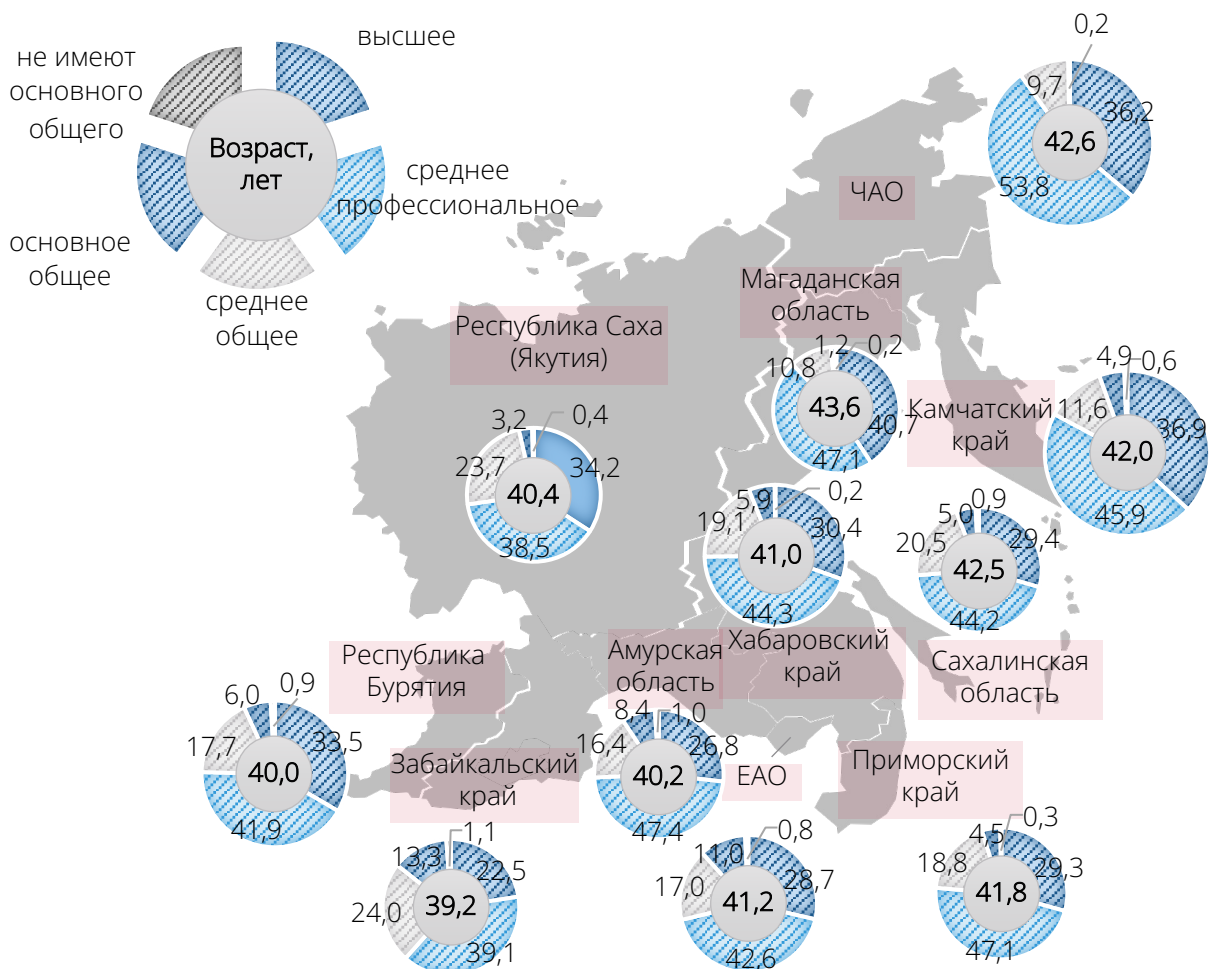 высшее
не имеют
основного
общего
Возраст,
лет
среднее
профессиональное
основное
общее
среднее
общее
0,2
9,7
36,2
42,6
53,8
ЧАО
Магаданская
область
1,2
0,2
10,8
43,6
40,7
47,1
Республика Саха
(Якутия)
3,2
0,4
23,7
34,2
40,4
38,5
Камчатский
край
4,9
0,6
11,6
36,9
42,0
45,9
5,9
0,2
19,1
30,4
41,0
44,3
Хабаровский
край
5,0
0,9
20,5
29,4
42,5
44,2
Сахалинская
область
Республика
Бурятия
6,0
0,9
17,7
33,5
40,0
41,9
Амурская
область
8,4
1,0
16,4
26,8
40,2
47,4
Забайкальский
край
1,1
13,3
22,5
24,0
39,2
39,1
ЕАО
0,8
11,0
17,0
28,7
41,2
42,6
Приморский
край
0,3
4,5
18,8
29,3
41,8
47,1